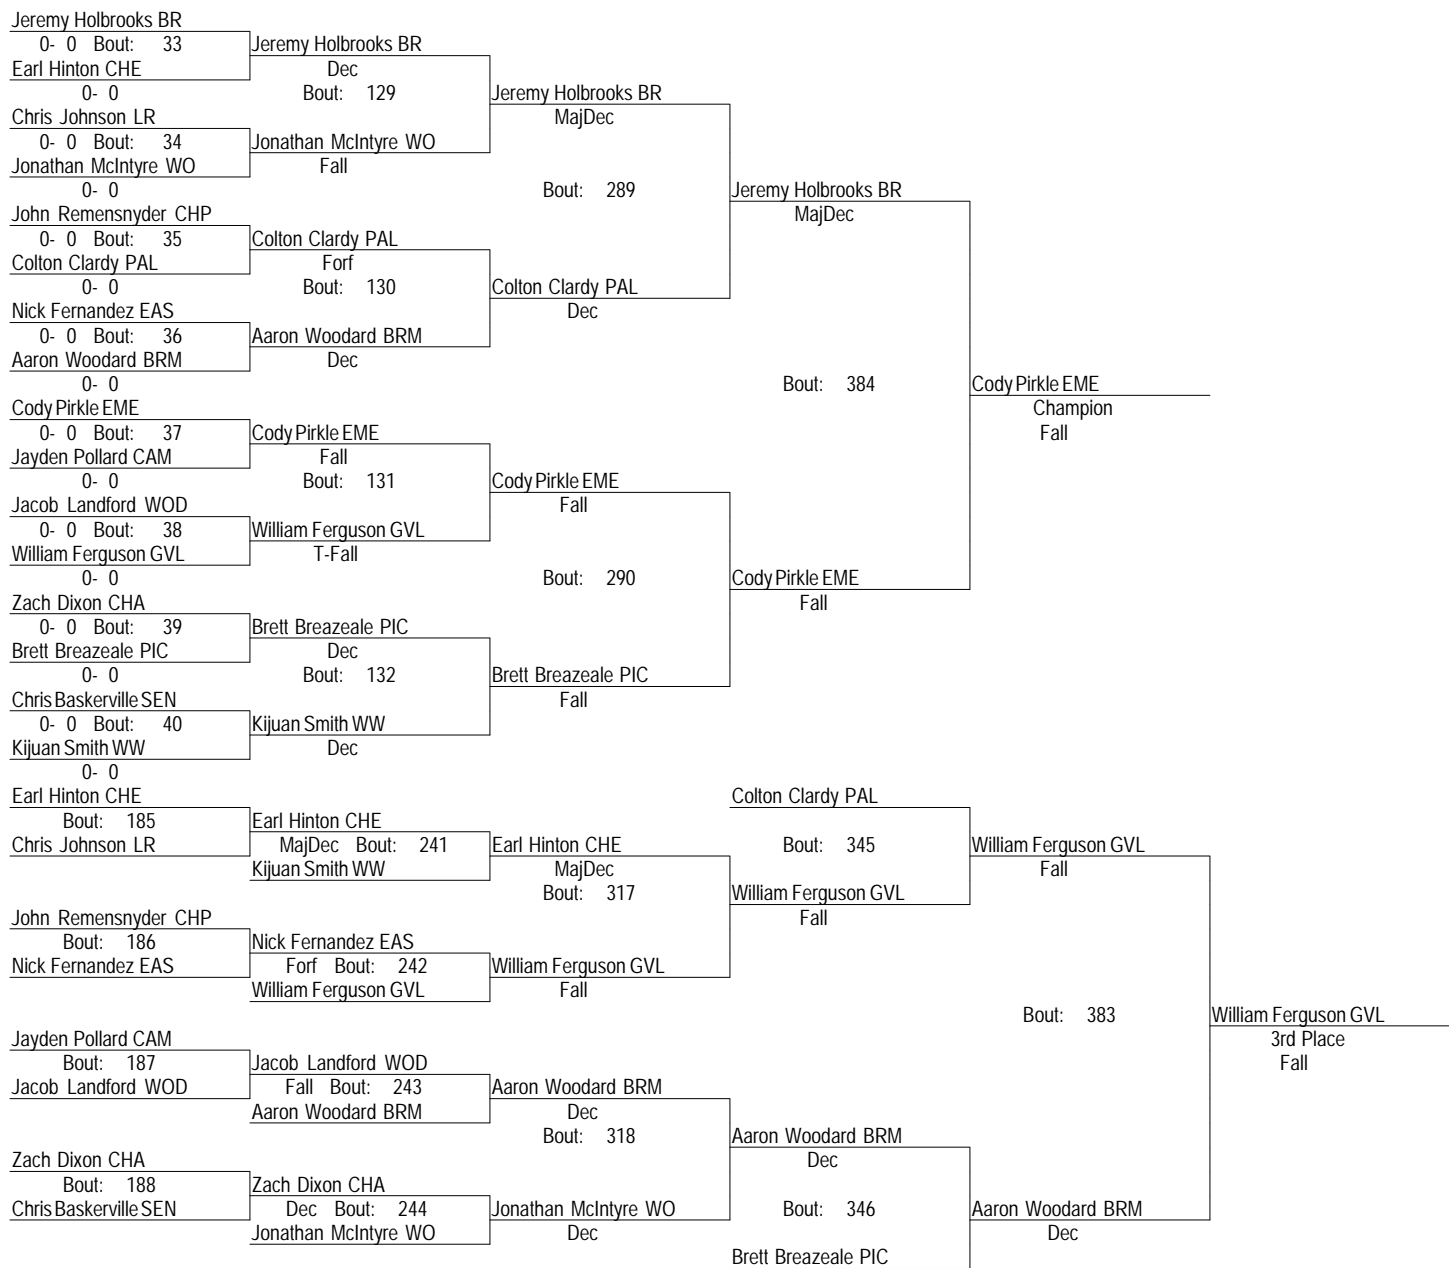 Jeremy Holbrooks BR
0- 0 Bout: 33 Jeremy Holbrooks BR
Earl Hinton CHE Dec
0- 0 Bout: 129 Jeremy Holbrooks BR
Chris Johnson LR MajDec
0- 0 Bout: 34 Jonathan McIntyre WO
Jonathan McIntyre WO Fall
0- 0 Bout: 289 Jeremy Holbrooks BR
John Remensnyder CHP MajDec
0- 0 Bout: 35 Colton Clardy PAL
Colton Clardy PAL Forf
0- 0 Bout: 130 Colton Clardy PAL
Nick Fernandez EAS Dec
0- 0 Bout: 36 Aaron Woodard BRM
Aaron Woodard BRM Dec
0- 0 Bout: 384 Cody Pirkle EME
Cody Pirkle EME Champion
0- 0 Bout: 37 Cody Pirkle EME Fall
Jayden Pollard CAM Fall
0- 0 Bout: 131 Cody Pirkle EME
Jacob Landford WOD Fall
0- 0 Bout: 38 William Ferguson GVL
William Ferguson GVL T-Fall
0- 0 Bout: 290 Cody Pirkle EME
Zach Dixon CHA Fall
0- 0 Bout: 39 Brett Breazeale PIC
Brett Breazeale PIC Dec
0- 0 Bout: 132 Brett Breazeale PIC
Chris Baskerville SEN Fall
0- 0 Bout: 40 Kijuan Smith WW
Kijuan Smith WW Dec
0- 0
Earl Hinton CHE Colton Clardy PAL
Bout: 185 Earl Hinton CHE
Chris Johnson LR MajDec Bout: 241 Earl Hinton CHE Bout: 345 William Ferguson GVL
Kijuan Smith WW MajDec Fall
Bout: 317 William Ferguson GVL
John Remensnyder CHP Fall
Bout: 186 Nick Fernandez EAS
Nick Fernandez EAS Forf Bout: 242 William Ferguson GVL
William Ferguson GVL Fall
Bout: 383 William Ferguson GVL
Jayden Pollard CAM 3rd Place
Bout: 187 Jacob Landford WOD Fall
Jacob Landford WOD Fall Bout: 243 Aaron Woodard BRM
Aaron Woodard BRM Dec
Bout: 318 Aaron Woodard BRM
Zach Dixon CHA Dec
Bout: 188 Zach Dixon CHA
Chris Baskerville SEN Dec Bout: 244 Jonathan McIntyre WO Bout: 346 Aaron Woodard BRM
Jonathan McIntyre WO Dec Dec
Brett Breazeale PIC